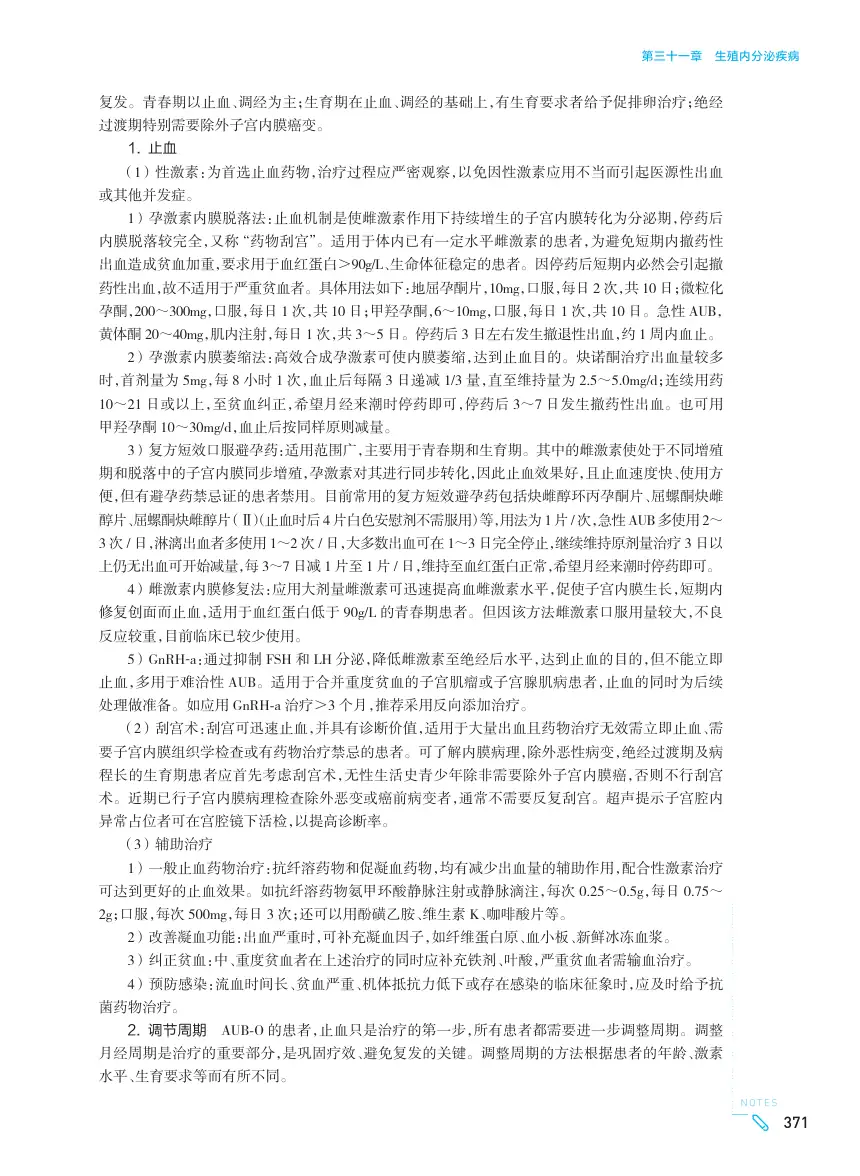 第三十一章 生殖内分泌疾病
复发。青春期以止血、调经为主;生育期在止血、调经的基础上,有生育要求者给予促排卵治疗;绝经
过渡期特别需要除外子宫内膜癌变。
1. 止血
(1)性激素:为首选止血药物,治疗过程应严密观察,以免因性激素应用不当而引起医源性出血
或其他并发症。
1)孕激素内膜脱落法:止血机制是使雌激素作用下持续增生的子宫内膜转化为分泌期,停药后
内膜脱落较完全,又称“药物刮宫”。适用于体内已有一定水平雌激素的患者,为避免短期内撤药性
出血造成贫血加重,要求用于血红蛋白>90g/L、生命体征稳定的患者。因停药后短期内必然会引起撤
药性出血,故不适用于严重贫血者。具体用法如下:地屈孕酮片,10mg,口服,每日 2 次,共 10 日;微粒化
孕酮,200~300mg,口服,每日 1 次,共 10 日;甲羟孕酮,6~10mg,口服,每日 1 次,共 10 日。急性 AUB,
黄体酮 20~40mg,肌内注射,每日 1 次,共 3~5 日。停药后 3 日左右发生撤退性出血,约 1 周内血止。
2)孕激素内膜萎缩法:高效合成孕激素可使内膜萎缩,达到止血目的。炔诺酮治疗出血量较多
时,首剂量为 5mg,每 8 小时 1 次,血止后每隔 3 日递减 1/3 量,直至维持量为 2.5~5.0mg/d;连续用药
10~21 日或以上,至贫血纠正,希望月经来潮时停药即可,停药后 3~7 日发生撤药性出血。也可用
甲羟孕酮 10~30mg/d,血止后按同样原则减量。
3)复方短效口服避孕药:适用范围广,主要用于青春期和生育期。其中的雌激素使处于不同增殖
期和脱落中的子宫内膜同步增殖,孕激素对其进行同步转化,因此止血效果好,且止血速度快、使用方
便,但有避孕药禁忌证的患者禁用。目前常用的复方短效避孕药包括炔雌醇环丙孕酮片、屈螺酮炔雌
醇片、屈螺酮炔雌醇片(Ⅱ)(止血时后 4 片白色安慰剂不需服用)等,用法为 1 片 / 次,急性 AUB 多使用 2~
3 次 / 日,淋漓出血者多使用 1~2 次 / 日,大多数出血可在 1~3 日完全停止,继续维持原剂量治疗 3 日以
上仍无出血可开始减量,每 3~7 日减 1 片至 1 片 / 日,维持至血红蛋白正常,希望月经来潮时停药即可。
4)雌激素内膜修复法:应用大剂量雌激素可迅速提高血雌激素水平,促使子宫内膜生长,短期内
修复创面而止血,适用于血红蛋白低于 90g/L 的青春期患者。但因该方法雌激素口服用量较大,不良
反应较重,目前临床已较少使用。
5)GnRH-a:通过抑制 FSH 和 LH 分泌,降低雌激素至绝经后水平,达到止血的目的,但不能立即
止血,多用于难治性 AUB。适用于合并重度贫血的子宫肌瘤或子宫腺肌病患者,止血的同时为后续
处理做准备。如应用 GnRH-a 治疗>3 个月,推荐采用反向添加治疗。
(2)刮宫术:刮宫可迅速止血,并具有诊断价值,适用于大量出血且药物治疗无效需立即止血、需
要子宫内膜组织学检查或有药物治疗禁忌的患者。可了解内膜病理,除外恶性病变,绝经过渡期及病
程长的生育期患者应首先考虑刮宫术,无性生活史青少年除非需要除外子宫内膜癌,否则不行刮宫
术。近期已行子宫内膜病理检查除外恶变或癌前病变者,通常不需要反复刮宫。超声提示子宫腔内
异常占位者可在宫腔镜下活检,以提高诊断率。
(3)辅助治疗
1)一般止血药物治疗:抗纤溶药物和促凝血药物,均有减少出血量的辅助作用,配合性激素治疗
可达到更好的止血效果。如抗纤溶药物氨甲环酸静脉注射或静脉滴注,每次 0.25~0.5g,每日 0.75~
2g;口服,每次 500mg,每日 3 次;还可以用酚磺乙胺、维生素 K、咖啡酸片等。
2)改善凝血功能:出血严重时,可补充凝血因子,如纤维蛋白原、血小板、新鲜冰冻血浆。
3)纠正贫血:中、重度贫血者在上述治疗的同时应补充铁剂、叶酸,严重贫血者需输血治疗。
4)预防感染:流血时间长、贫血严重、机体抵抗力低下或存在感染的临床征象时,应及时给予抗
菌药物治疗。
2. 调节周期 AUB-O 的患者,止血只是治疗的第一步,所有患者都需要进一步调整周期。调整
月经周期是治疗的重要部分,是巩固疗效、避免复发的关键。调整周期的方法根据患者的年龄、激素
水平、生育要求等而有所不同。
NOTES
371